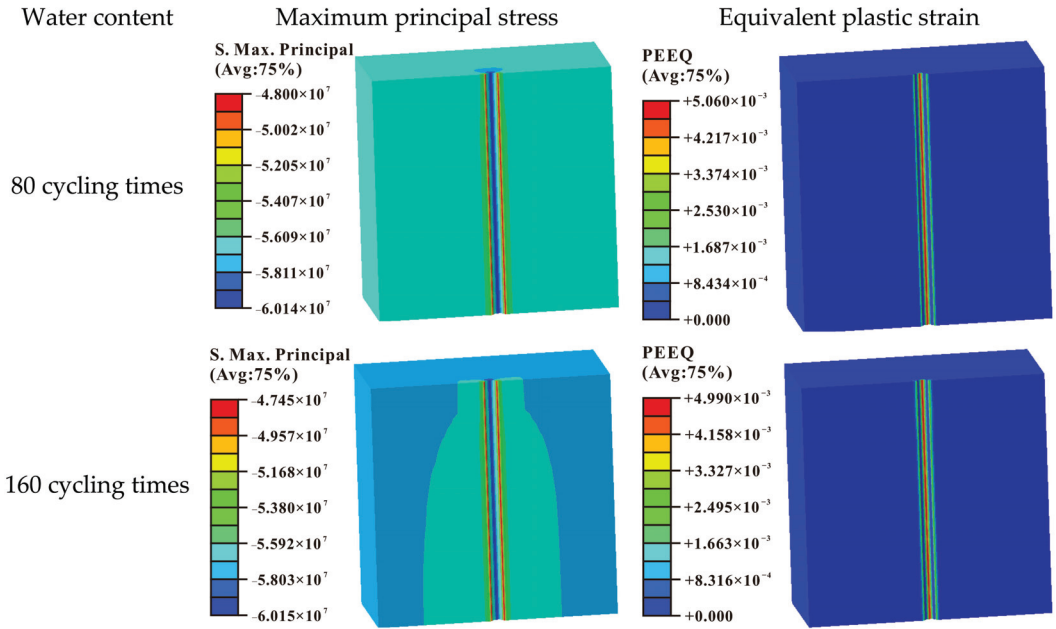 Water content Maximum principal stress Equivalent plastic strain
S. Max. Principal
(Avg:75%)
−4.800×10⁷
−5.002×10⁷
−5.205×10⁷
−5.407×10⁷
−5.609×10⁷
−5.811×10⁷
−6.014×10⁷
PEEQ
(Avg:75%)
+5.060×10⁻³
+4.217×10⁻³
+3.374×10⁻³
+2.530×10⁻³
+1.687×10⁻³
+8.434×10⁻⁴
+0.000
80 cycling times
S. Max. Principal
(Avg:75%)
−4.745×10⁷
−4.957×10⁷
−5.168×10⁷
−5.380×10⁷
−5.592×10⁷
−5.803×10⁷
−6.015×10⁷
PEEQ
(Avg:75%)
+4.990×10⁻³
+4.158×10⁻³
+3.327×10⁻³
+2.495×10⁻³
+1.663×10⁻³
+8.316×10⁻⁴
+0.000
160 cycling times